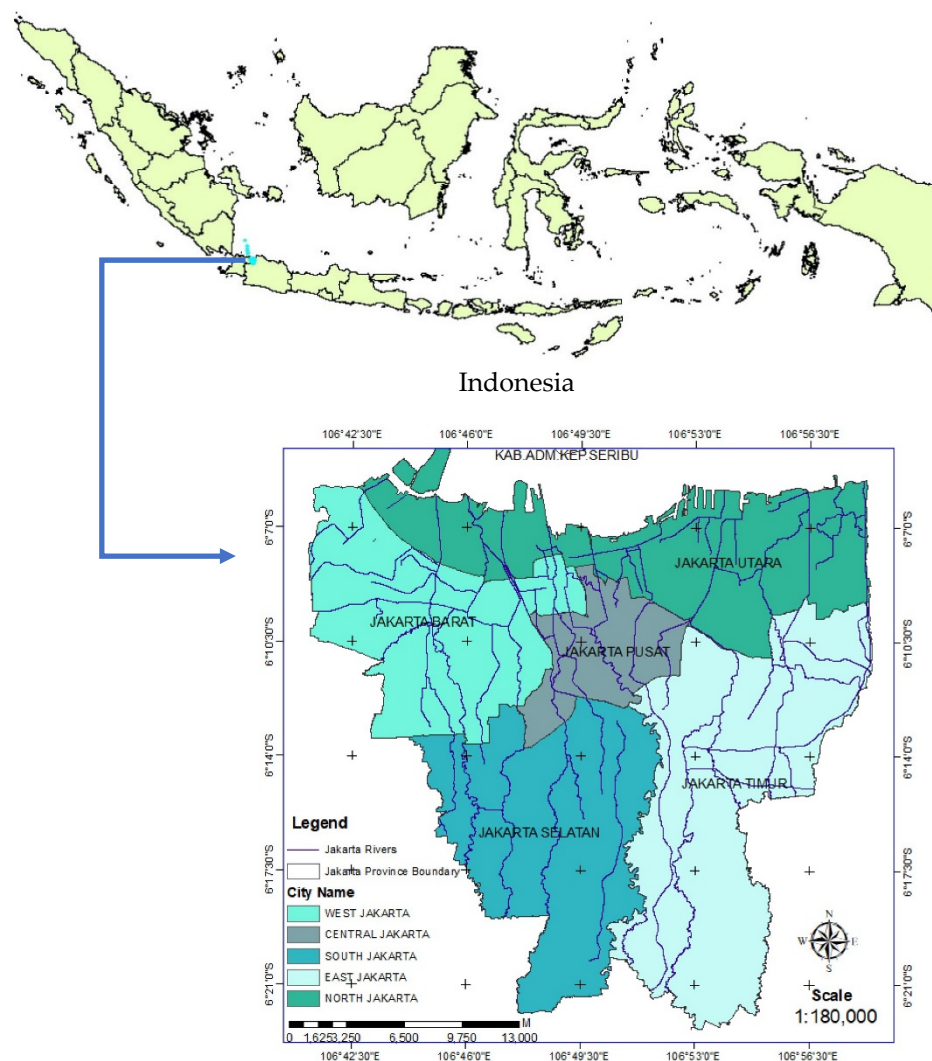 Indonesia
106°42'30"E 106°46'0"E 106°49'30"E 106°53'0"E 106°56'30"E
KAB.ADM.KEP.SERIBU
6°7'0"S 6°7'0"S
JAKARTA UTARA
JAKARTA BARAT
6°10'30"S 6°10'30"S
JAKARTA PUSAT
6°14'0"S 6°14'0"S
JAKARTA TIMUR
JAKARTA SELATAN
Legend
Jakarta Rivers
Jakarta Province Boundary
6°17'30"S 6°17'30"S
City Name
WEST JAKARTA
CENTRAL JAKARTA
SOUTH JAKARTA
EAST JAKARTA
NORTH JAKARTA
N
W E
S
6°21'0"S 6°21'0"S
Scale
1:180,000
M
0 1,625 3,250 6,500 9,750 13,000
106°42'30"E 106°46'0"E 106°49'30"E 106°53'0"E 106°56'30"E